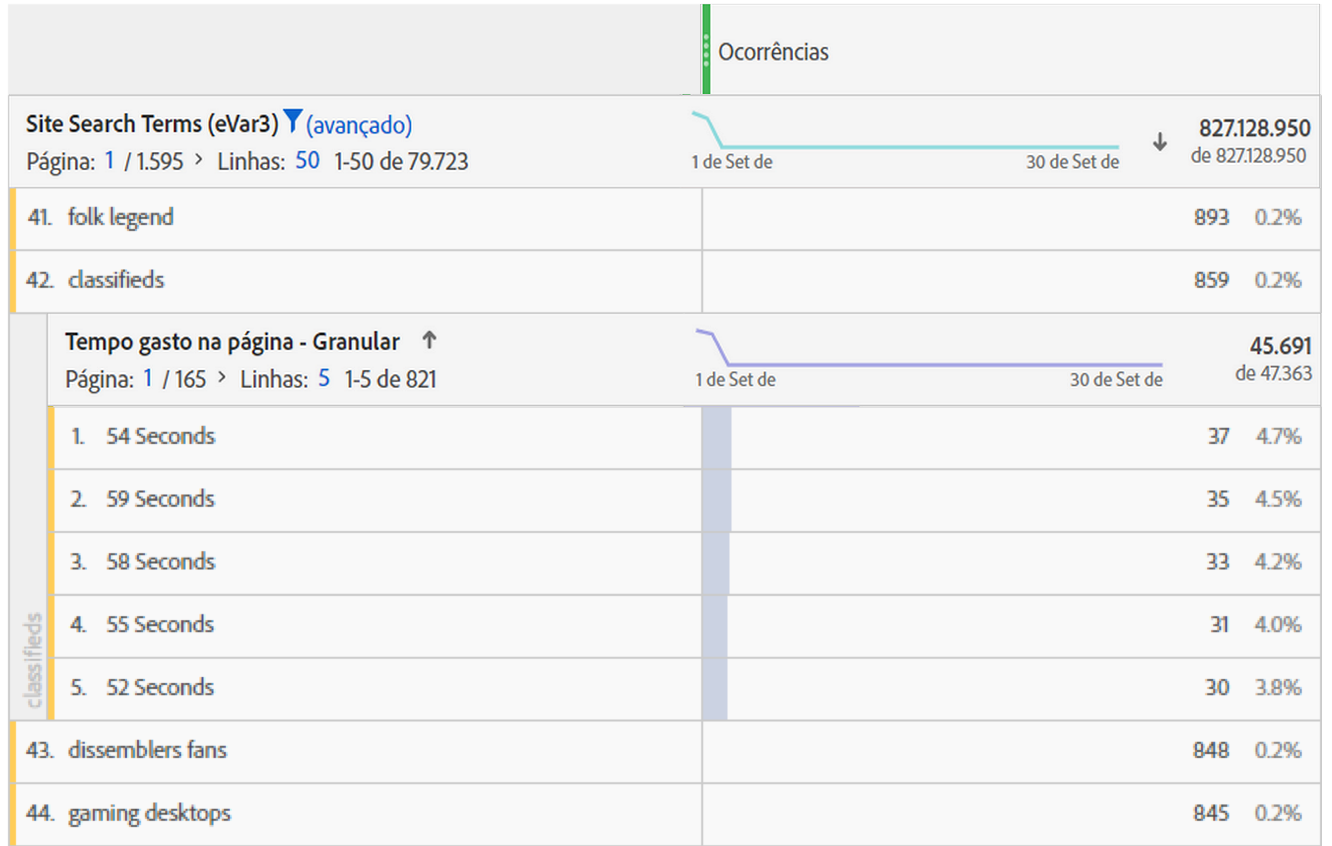 Ocorrências
Site Search Terms (eVar3) (avançado)
Página: 1 / 1.595 > Linhas: 50 1-50 de 79.723
1 de Set de
30 de Set de
827.128.950
de 827.128.950
41. folk legend 893 0.2%
42. classifieds 859 0.2%
Tempo gasto na página - Granular
Página: 1 / 165 > Linhas: 5 1-5 de 821
1 de Set de
30 de Set de
45.691
de 47.363
classifieds
1. 54 Seconds 37 4.7%
2. 59 Seconds 35 4.5%
3. 58 Seconds 33 4.2%
4. 55 Seconds 31 4.0%
5. 52 Seconds 30 3.8%
43. dissemblers fans 848 0.2%
44. gaming desktops 845 0.2%